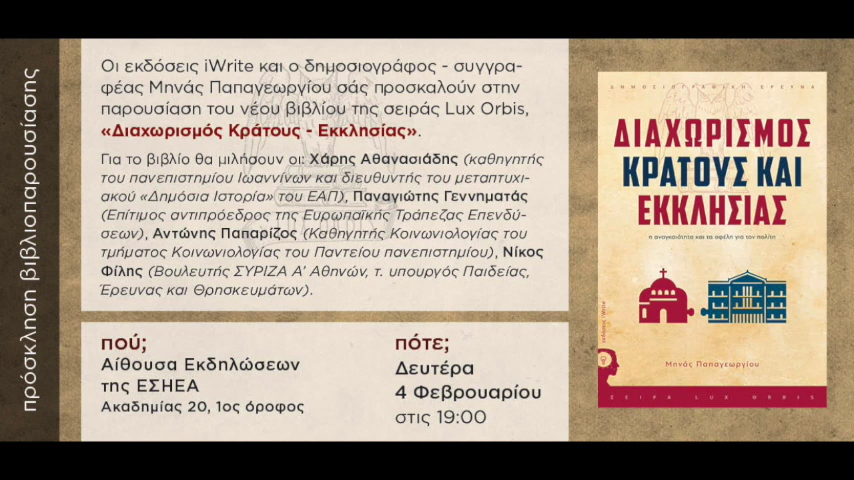 πρόσκληση βιβλιοπαρουσίασης
Οι εκδόσεις iWrite και ο δημοσιογράφος - συγγρα-
φέας Μηνάς Παπαγεωργίου σάς προσκαλούν στην
παρουσίαση του νέου βιβλίου της σειράς Lux Orbis,
«Διαχωρισμός Κράτους - Εκκλησίας».
Για το βιβλίο θα μιλήσουν οι: Χάρης Αθανασιάδης (καθηγητής
του πανεπιστημίου Ιωαννίνων και διευθυντής του μεταπτυχι-
ακού «Δημόσια Ιστορία» του ΕΑΠ), Παναγιώτης Γεννηματάς
(Επίτιμος αντιπρόεδρος της Ευρωπαϊκής Τράπεζας Επενδύ-
σεων), Αντώνης Παπαρίζος (Καθηγητής Κοινωνιολογίας του
τμήματος Κοινωνιολογίας του Παντείου πανεπιστημίου), Νίκος
Φίλης (Βουλευτής ΣΥΡΙΖΑ Α' Αθηνών, τ. υπουργός Παιδείας,
Έρευνας και Θρησκευμάτων).
πού;
Αίθουσα Εκδηλώσεων
της ΕΣΗΕΑ
Ακαδημίας 20, 1ος όροφος
πότε;
Δευτέρα
4 Φεβρουαρίου
στις 19:00
ΔΗΜΟΣΙΟΓΡΑΦΙΚΗ ΕΡΕΥΝΑ
ΔΙΑΧΩΡΙΣΜΟΣ
ΚΡΑΤΟΥΣ ΚΑΙ
ΕΚΚΛΗΣΙΑΣ
η αναγκαιότητα και τα οφέλη για τον πολίτη
εκδόσεις iWrite
Μηνάς Παπαγεωργίου
ΣΕΙΡΑ LUX ORBIS